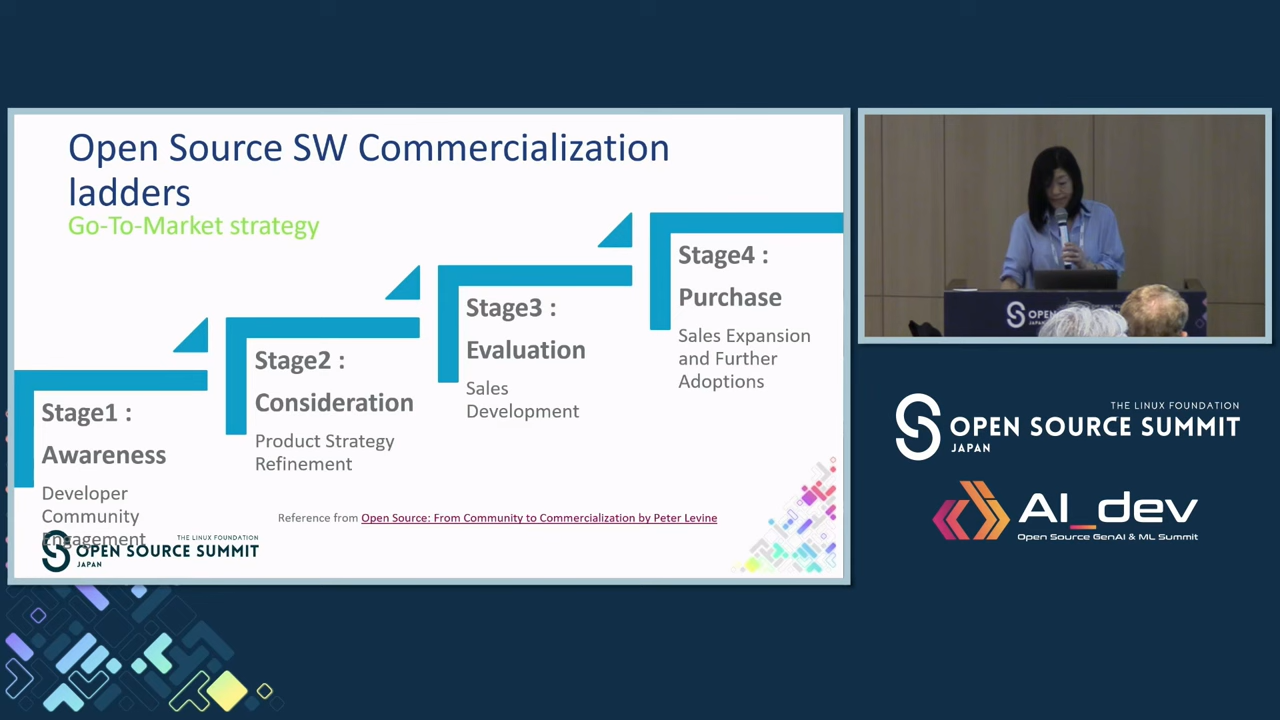 Open Source SW Commercialization
ladders
Go-To-Market strategy
Stage1 :
Awareness
Developer
Community
Engagement
Stage2 :
Consideration
Product Strategy
Refinement
Stage3 :
Evaluation
Sales
Development
Stage4 :
Purchase
Sales Expansion
and Further
Adoptions
Reference from Open Source: From Community to Commercialization by Peter Levine
THE LINUX FOUNDATION
OPEN SOURCE SUMMIT
JAPAN
OPEN
JAPAN
THE LINUX FOUNDATION
OPEN SOURCE SUMMIT
JAPAN
AI_dev
Open Source GenAI & ML Summit